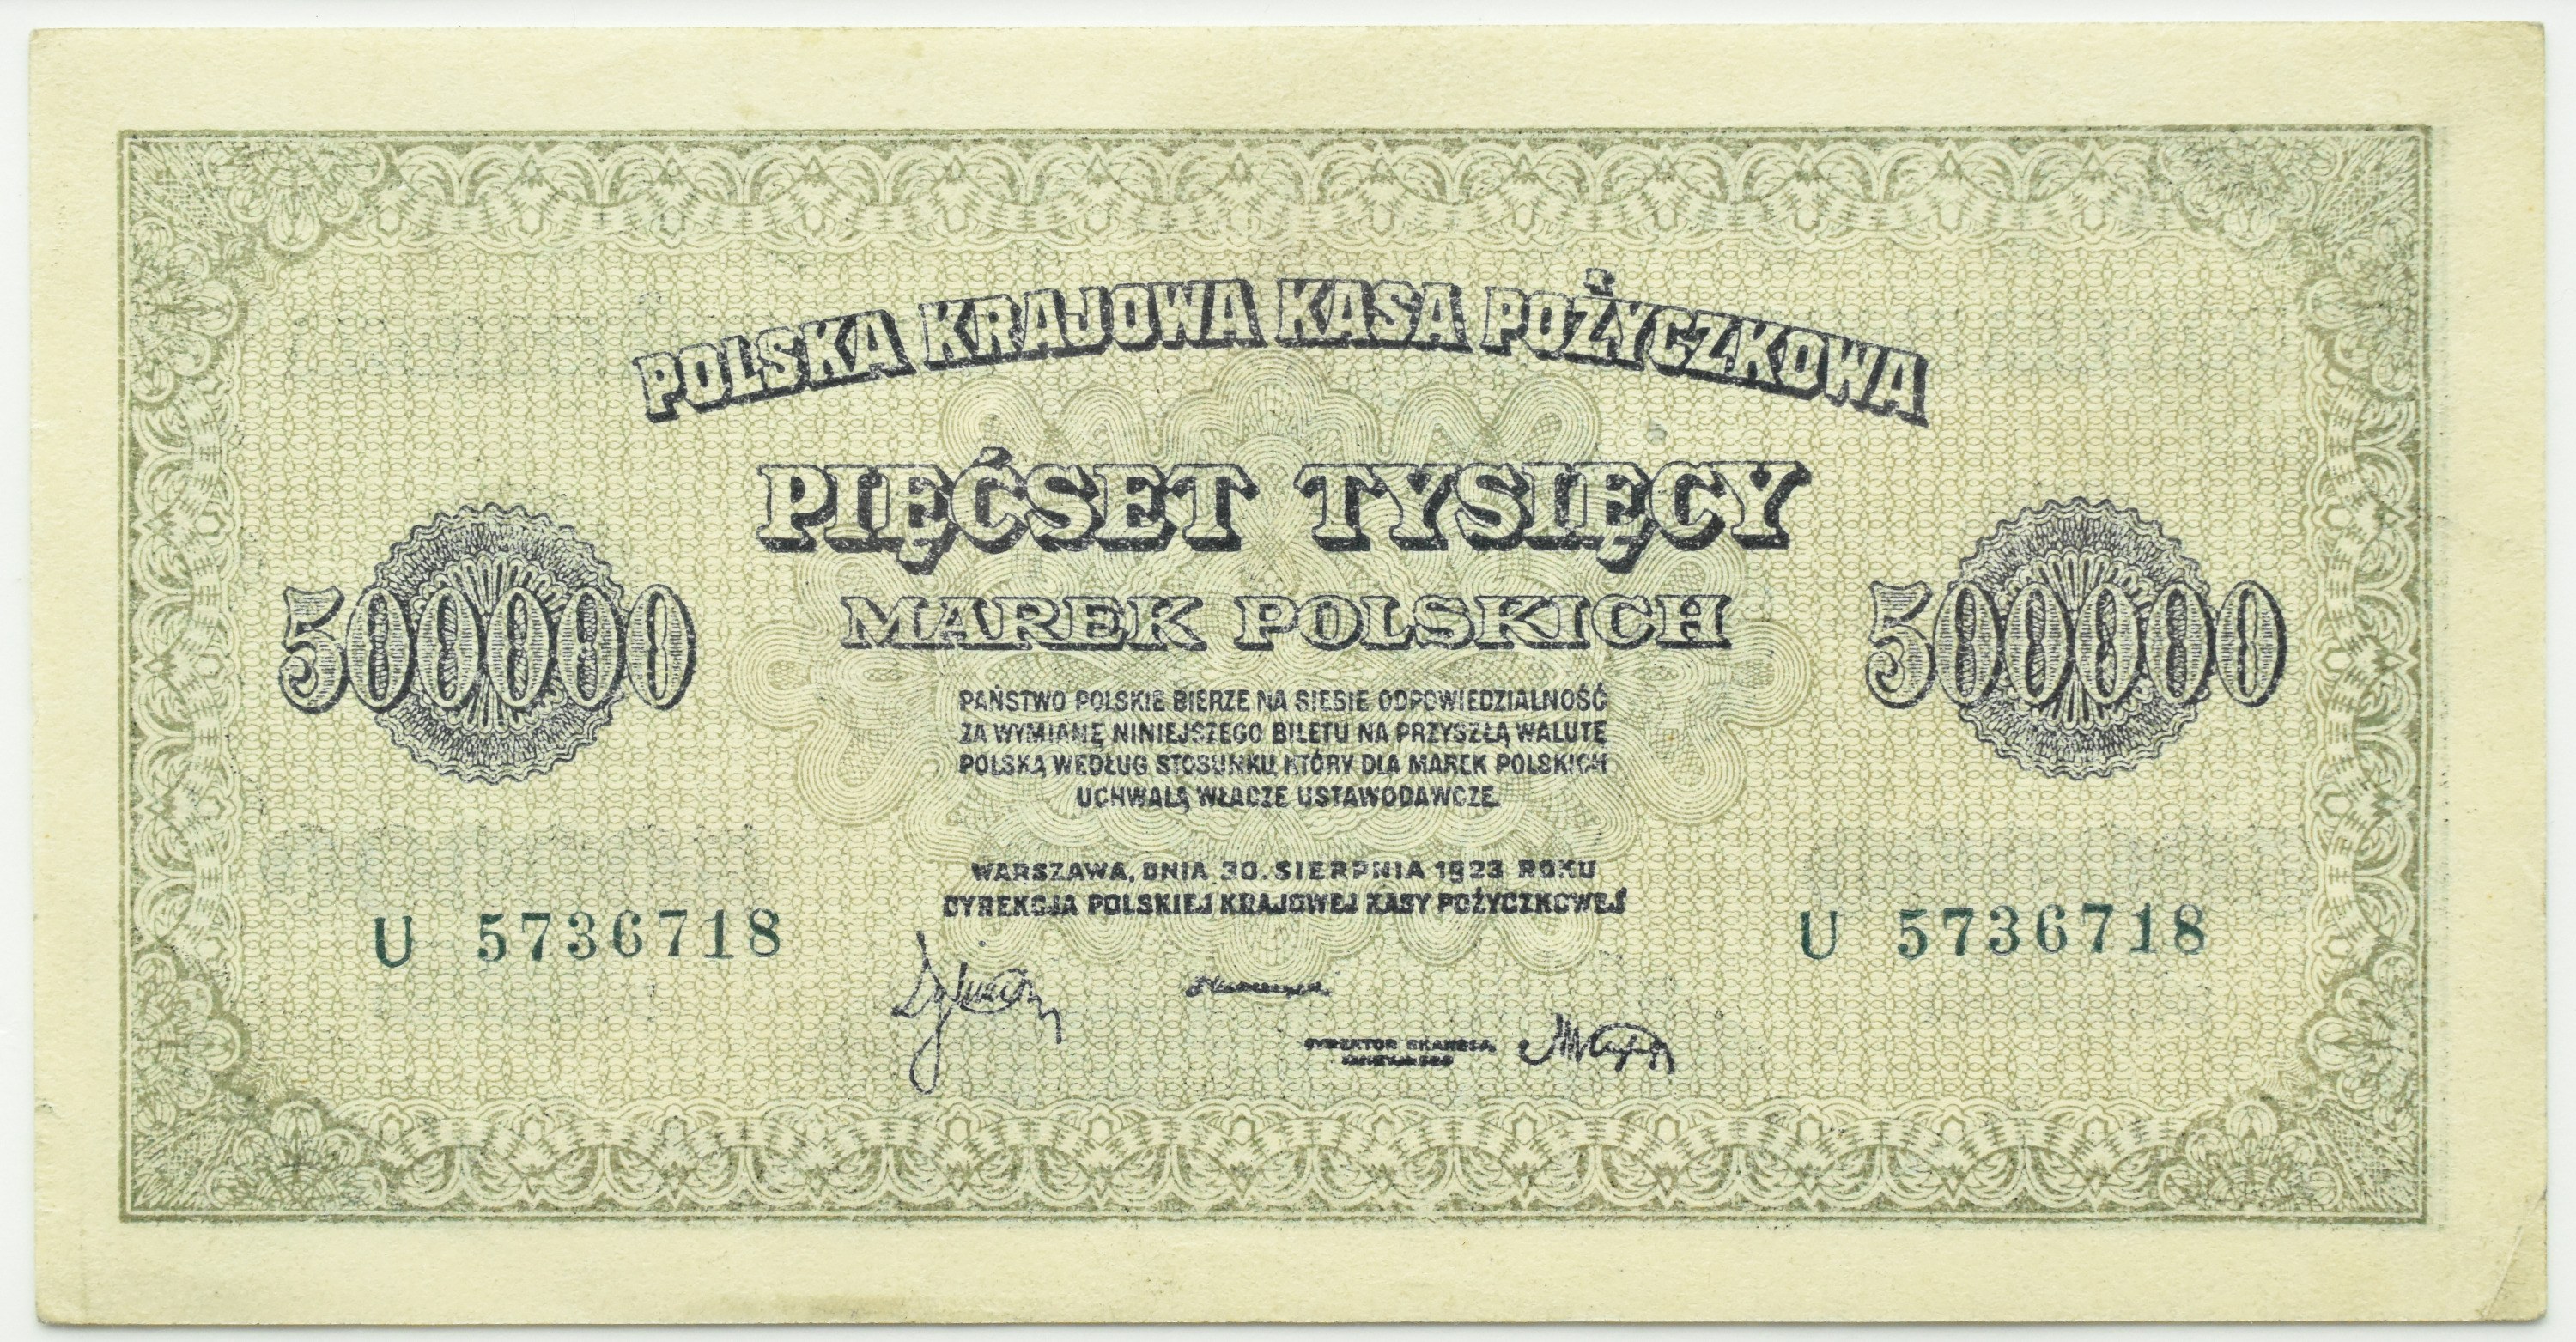 POLSKA KRAJOWA KASA POŻYCZKOWA
PIĘĆSET TYSIĘCY
MAREK POLSKICH
500000
500000
PAŃSTWO POLSKIE BIERZE NA SIEBIE ODPOWIEDZIALNOŚĆ
ZA WYMIANĘ NINIEJSZEGO BILETU NA PRZYSZŁĄ WALUTĘ
POLSKĄ WEDŁUG STOSUNKU, KTÓRY DLA MAREK POLSKICH
UCHWALĄ WŁADZE USTAWODAWCZE.
WARSZAWA, DNIA 30. SIERPNIA 1923 ROKU
DYREKCJA POLSKIEJ KRAJOWEJ KASY POŻYCZKOWEJ
U 5736718
U 5736718
DYREKTOR SKARBCA,